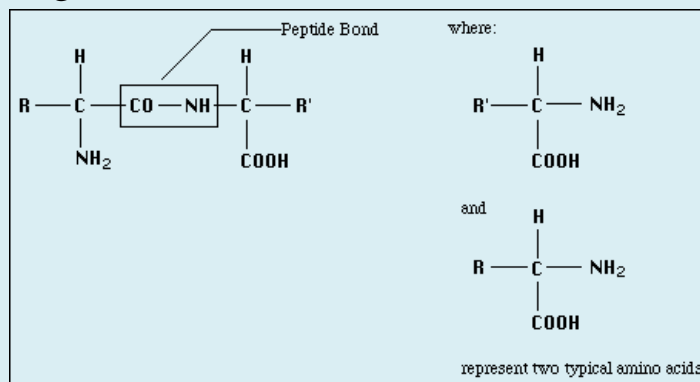 Peptide Bond
H H
R — C — CO — NH — C — R'
NH₂ COOH
where:
H
R' — C — NH₂
COOH
and
H
R — C — NH₂
COOH
represent two typical amino acids